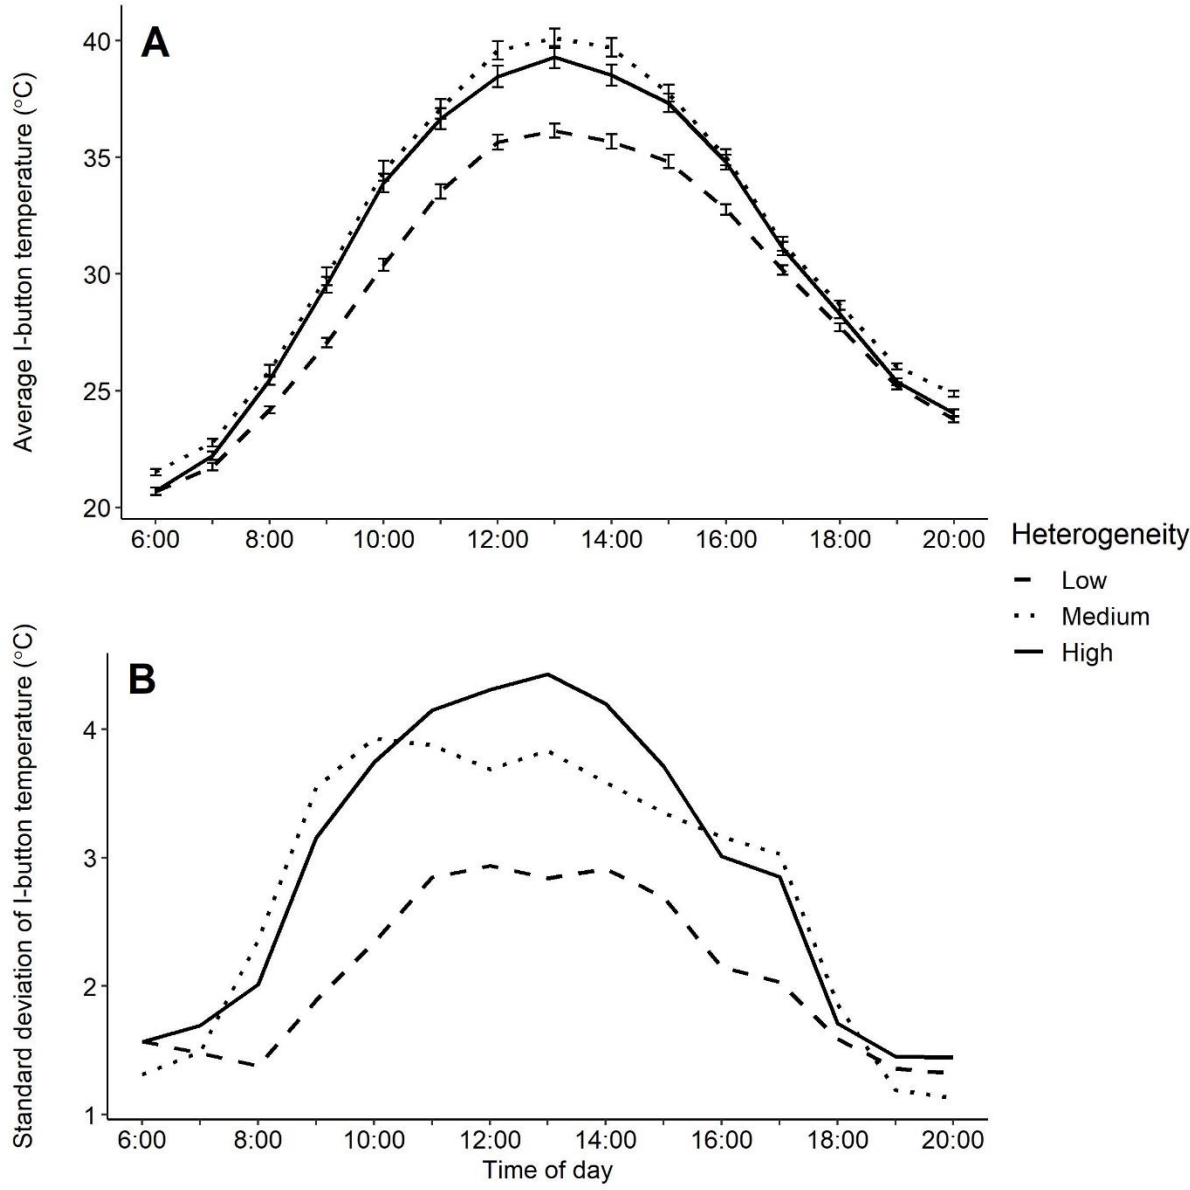 A
Average I-button temperature (°C)
40
35
30
25
20
6:00 8:00 10:00 12:00 14:00 16:00 18:00 20:00
Heterogeneity
Low
Medium
High
B
Standard deviation of I-button temperature (°C)
4
3
2
1
6:00 8:00 10:00 12:00 14:00 16:00 18:00 20:00
Time of day